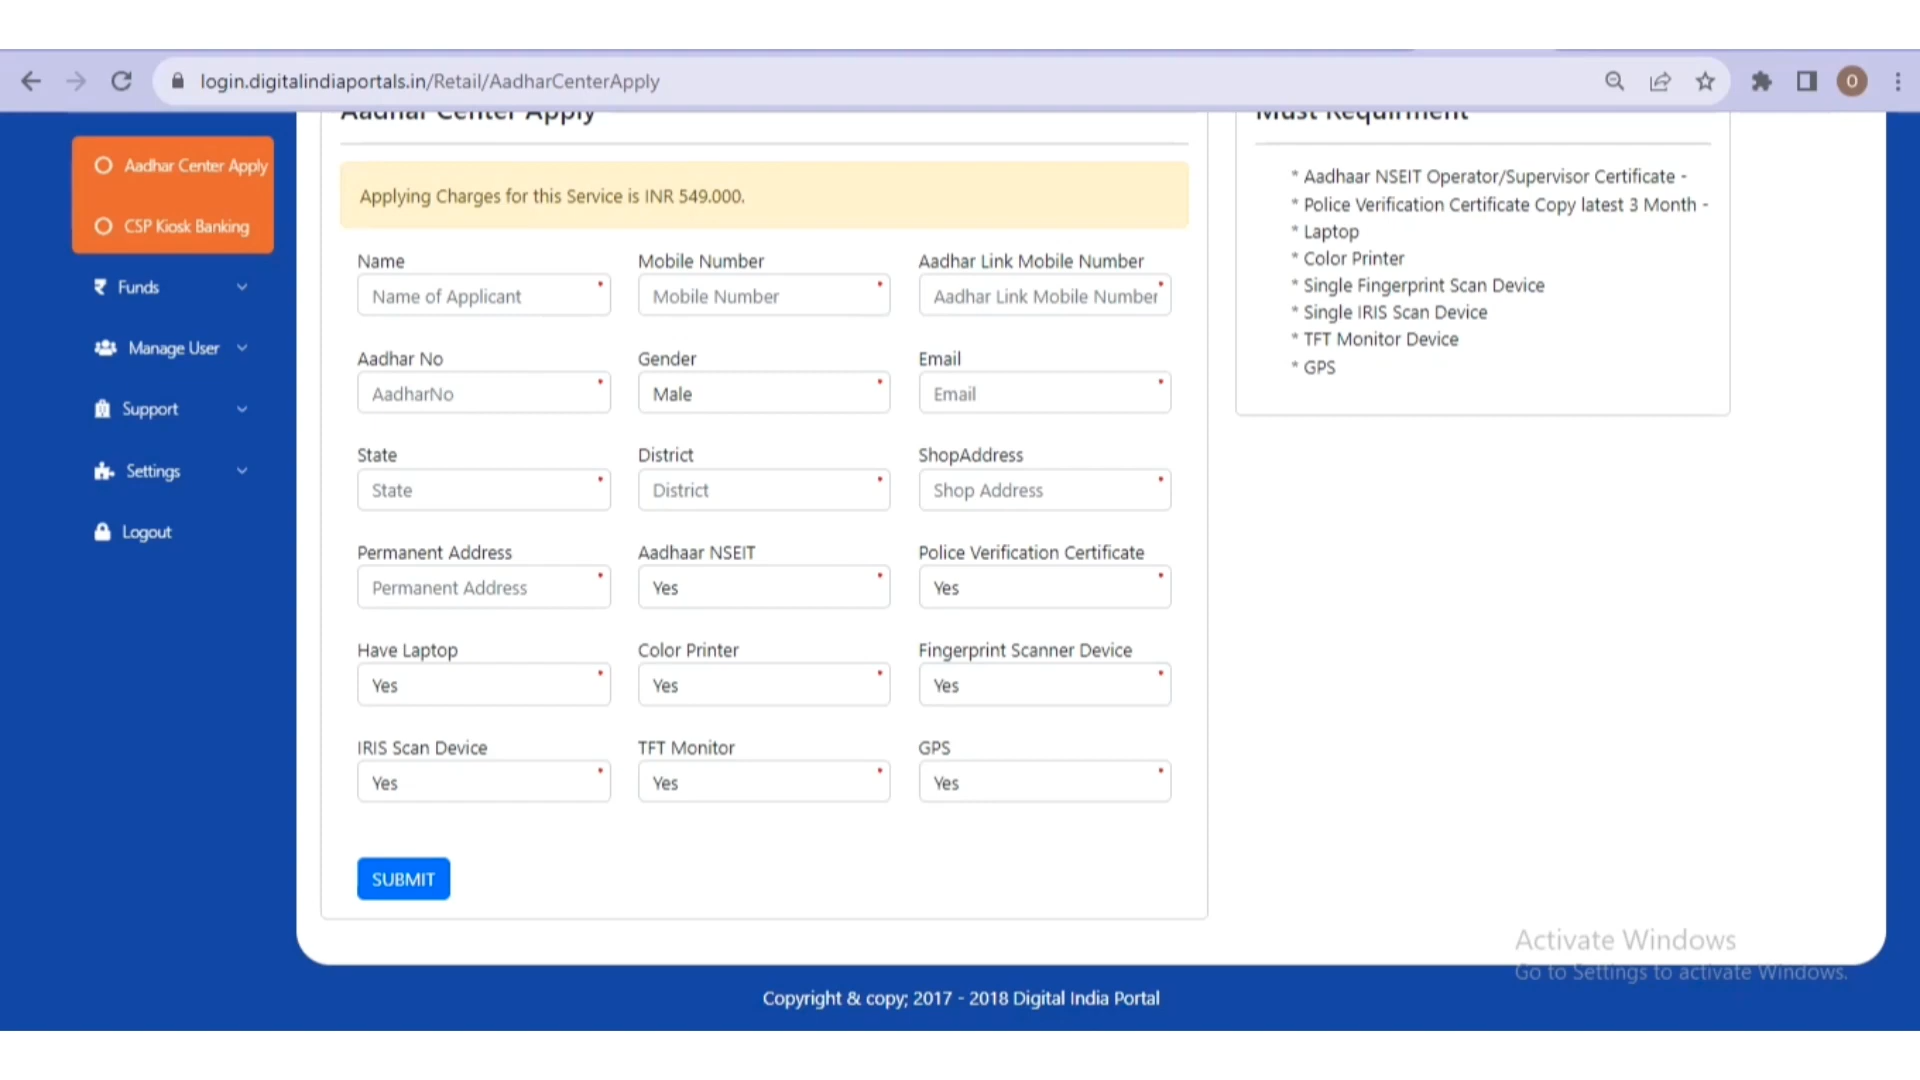 login.digitalindiaportals.in/Retail/AadharCenterApply
O
Aadhar Center Apply
CSP Kiosk Banking
Funds
Manage User
Support
Settings
Logout
Aadhar Center Apply
Applying Charges for this Service is INR 549.000.
Name
Mobile Number
Aadhar Link Mobile Number
Name of Applicant
Mobile Number
Aadhar Link Mobile Number
Aadhar No
Gender
Email
AadharNo
Male
Email
State
District
ShopAddress
State
District
Shop Address
Permanent Address
Aadhaar NSEIT
Police Verification Certificate
Permanent Address
Yes
Yes
Have Laptop
Color Printer
Fingerprint Scanner Device
Yes
Yes
Yes
IRIS Scan Device
TFT Monitor
GPS
Yes
Yes
Yes
SUBMIT
Must Requirment
* Aadhaar NSEIT Operator/Supervisor Certificate -
* Police Verification Certificate Copy latest 3 Month -
* Laptop
* Color Printer
* Single Fingerprint Scan Device
* Single IRIS Scan Device
* TFT Monitor Device
* GPS
Activate Windows
Go to Settings to activate Windows.
Copyright & copy; 2017 - 2018 Digital India Portal